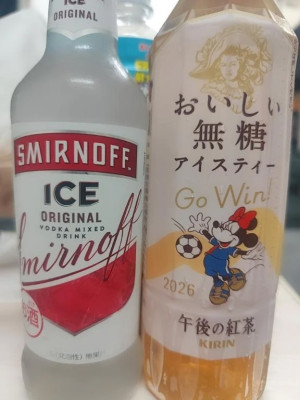 ICE
ORIGINAL
SMIRNOFF
ICE
ORIGINAL
VODKA MIXED
DRINK
Smirnoff
お酒
おいしい
無糖
アイスティー
Go Win!
2026
午後の紅茶
KIRIN